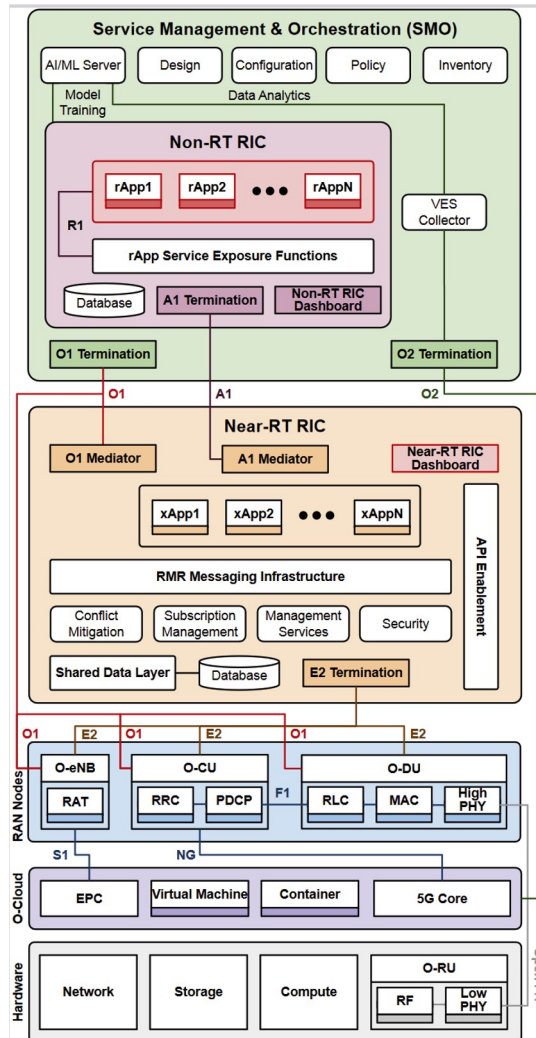 Service Management & Orchestration (SMO)
AI/ML Server
Design
Configuration
Policy
Inventory
Model
Training
Data Analytics
Non-RT RIC
rApp1
rApp2
rAppN
R1
VES
Collector
rApp Service Exposure Functions
Database
A1 Termination
Non-RT RIC
Dashboard
O1 Termination
O2 Termination
O1
A1
O2
Near-RT RIC
O1 Mediator
A1 Mediator
Near-RT RIC
Dashboard
xApp1
xApp2
xAppN
API Enablement
RMR Messaging Infrastructure
Conflict
Mitigation
Subscription
Management
Management
Services
Security
Shared Data Layer
Database
E2 Termination
O1
E2
O1
E2
O1
E2
RAN Nodes
O-eNB
O-CU
O-DU
RAT
RRC
PDCP
F1
RLC
MAC
High
PHY
S1
NG
O-Cloud
EPC
Virtual Machine
Container
5G Core
Hardware
Network
Storage
Compute
O-RU
RF
Low
PHY